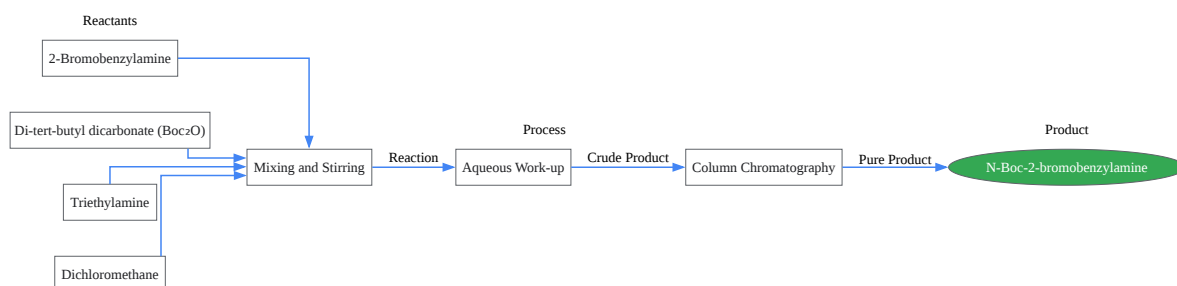 Reactants
2-Bromobenzylamine
Di-tert-butyl dicarbonate (Boc₂O)
Triethylamine
Dichloromethane
Process
Mixing and Stirring
Reaction
Aqueous Work-up
Crude Product
Column Chromatography
Pure Product
Product
N-Boc-2-bromobenzylamine